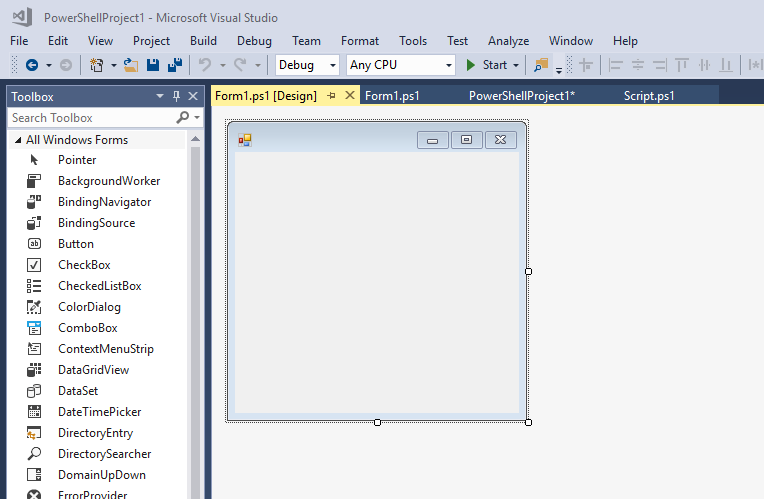 PowerShellProject1 - Microsoft Visual Studio
File Edit View Project Build Debug Team Format Tools Test Analyze Window Help
Debug Any CPU Start
Toolbox Form1.ps1 [Design] Form1.ps1 PowerShellProject1* Script.ps1
Search Toolbox
All Windows Forms
Pointer
BackgroundWorker
BindingNavigator
BindingSource
ab Button
CheckBox
CheckedListBox
ColorDialog
ComboBox
ContextMenuStrip
DataGridView
DataSet
DateTimePicker
DirectoryEntry
DirectorySearcher
DomainUpDown
ErrorProvider